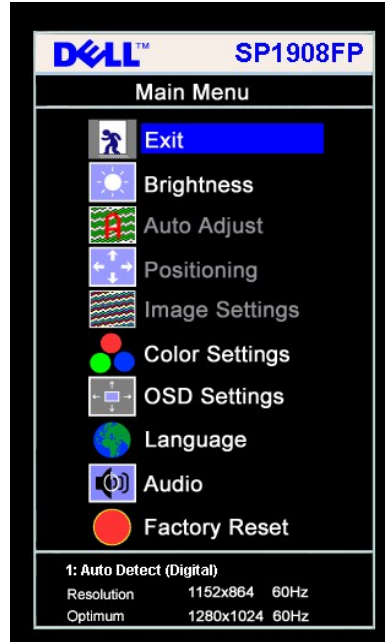 DELL™ SP1908FP
Main Menu
Exit
Brightness
Auto Adjust
Positioning
Image Settings
Color Settings
OSD Settings
Language
Audio
Factory Reset
1: Auto Detect (Digital)
Resolution 1152x864 60Hz
Optimum 1280x1024 60Hz